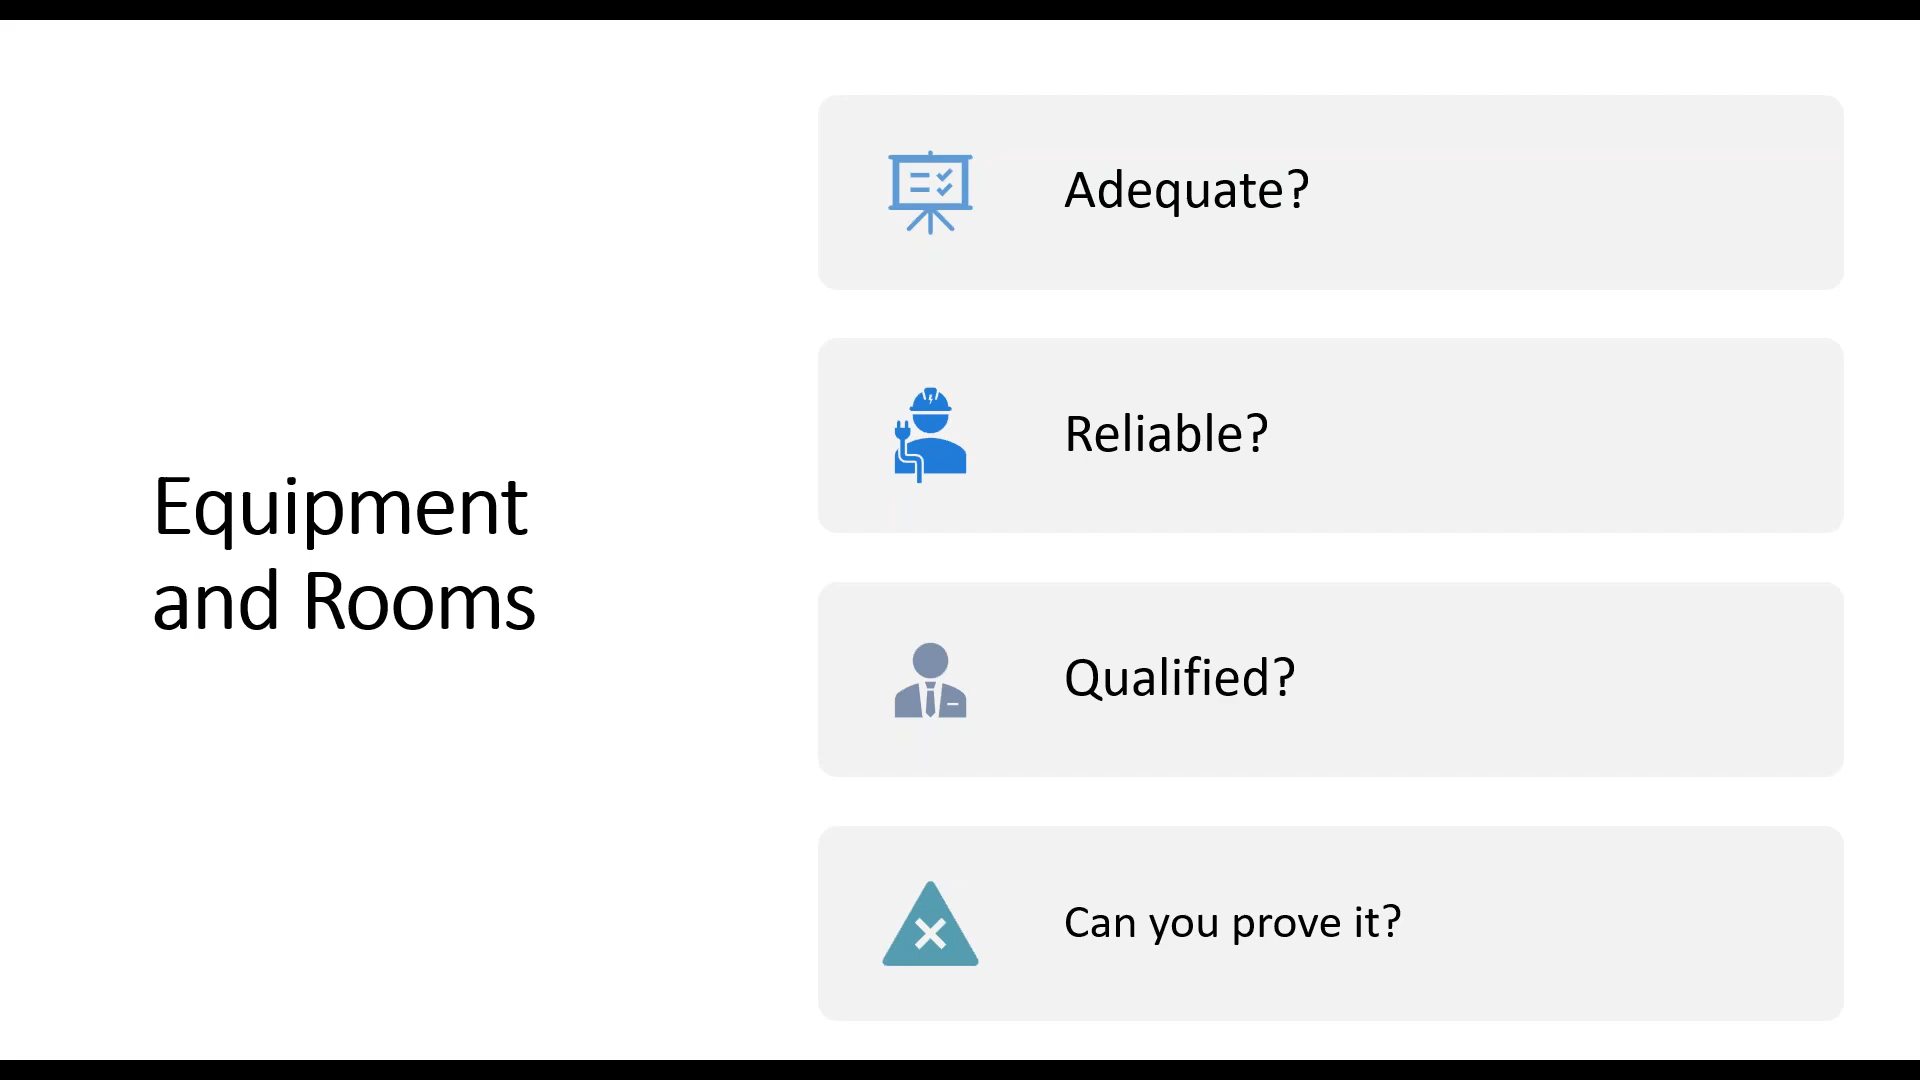 Equipment
and Rooms
Adequate?
Reliable?
Qualified?
Can you prove it?